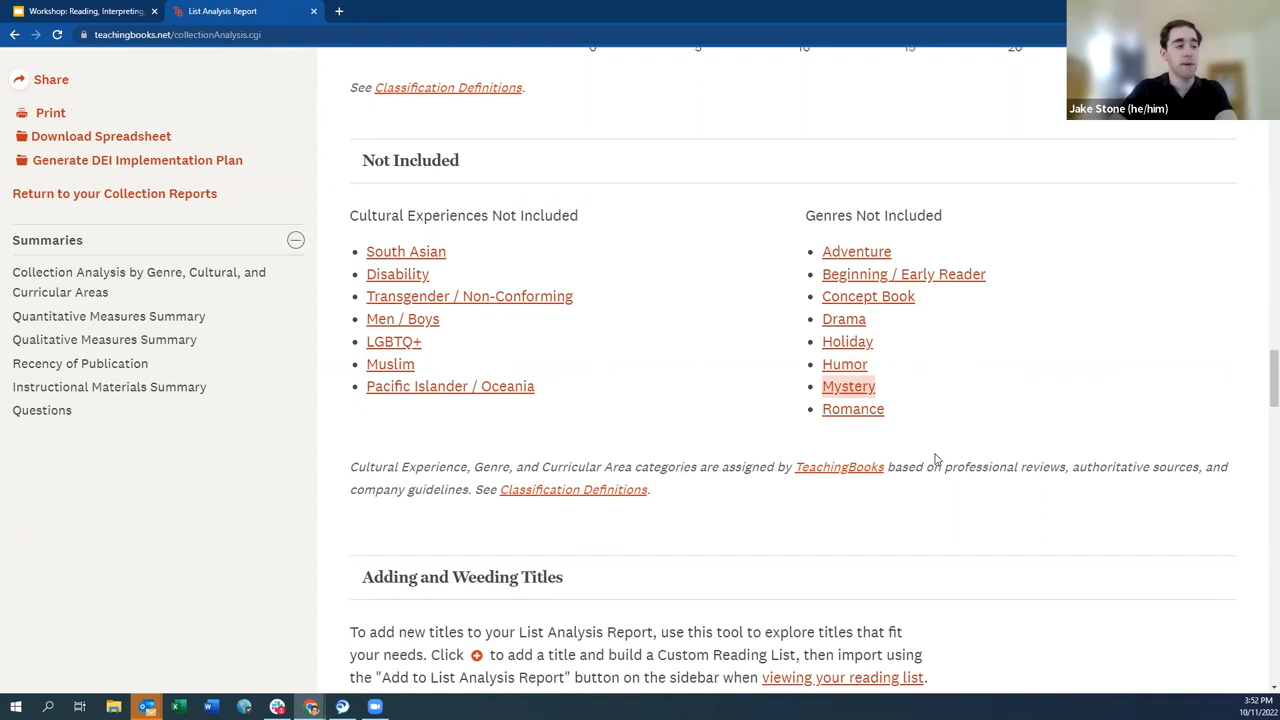 Workshop: Reading, Interpreting,
List Analysis Report
teachingbooks.net/collectionAnalysis.cgi
Jake Stone (he/him)
Share
Print
Download Spreadsheet
Generate DEI Implementation Plan
Return to your Collection Reports
Summaries
Collection Analysis by Genre, Cultural, and
Curricular Areas
Quantitative Measures Summary
Qualitative Measures Summary
Recency of Publication
Instructional Materials Summary
Questions
0 5 10 15 20
See Classification Definitions.
Not Included
Cultural Experiences Not Included
South Asian
Disability
Transgender / Non-Conforming
Men / Boys
LGBTQ+
Muslim
Pacific Islander / Oceania
Genres Not Included
Adventure
Beginning / Early Reader
Concept Book
Drama
Holiday
Humor
Mystery
Romance
Cultural Experience, Genre, and Curricular Area categories are assigned by TeachingBooks based on professional reviews, authoritative sources, and
company guidelines. See Classification Definitions.
Adding and Weeding Titles
To add new titles to your List Analysis Report, use this tool to explore titles that fit
your needs. Click to add a title and build a Custom Reading List, then import using
the "Add to List Analysis Report" button on the sidebar when viewing your reading list.
3:52 PM
10/11/2022